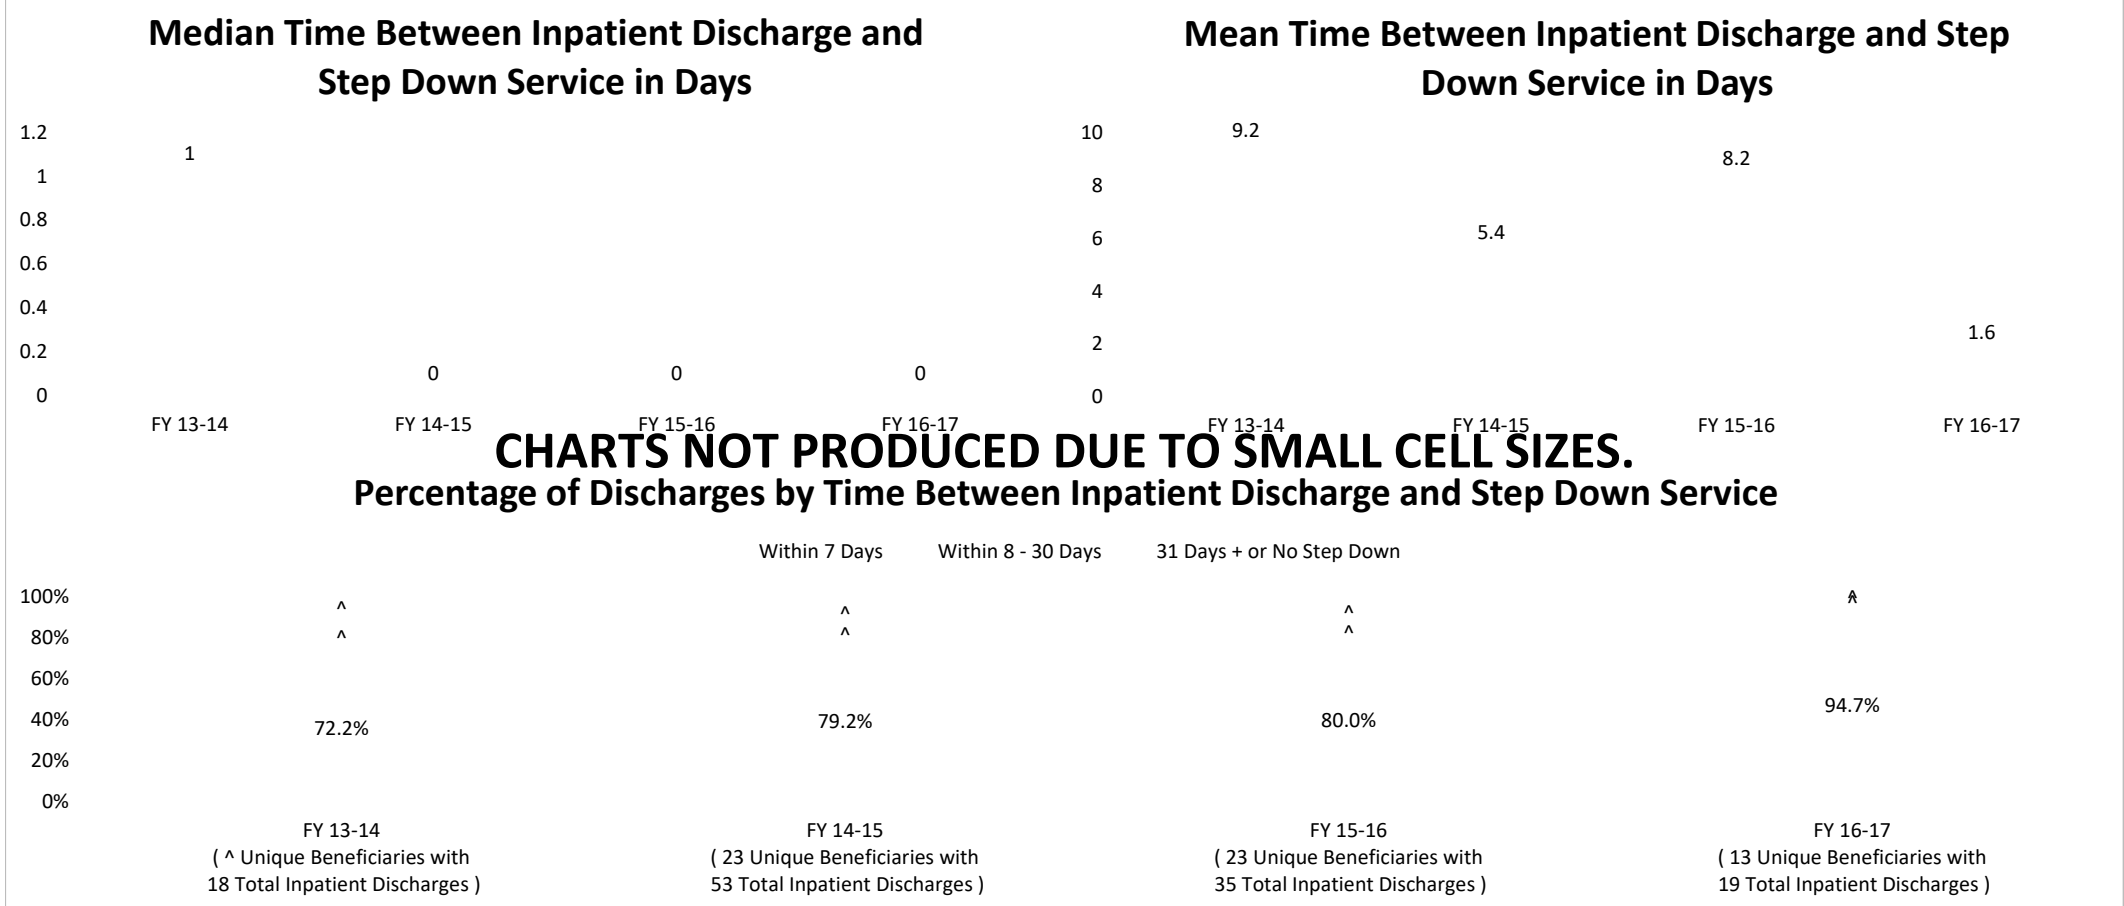 Median Time Between Inpatient Discharge and
Step Down Service in Days
1.2
1
0.8
0.6
0.4
0.2
0
1
0
0
0
FY 13-14
FY 14-15
FY 15-16
FY 16-17
Mean Time Between Inpatient Discharge and Step
Down Service in Days
10
8
6
4
2
0
9.2
5.4
8.2
1.6
FY 13-14
FY 14-15
FY 15-16
FY 16-17
CHARTS NOT PRODUCED DUE TO SMALL CELL SIZES.
Percentage of Discharges by Time Between Inpatient Discharge and Step Down Service
Within 7 Days
Within 8 - 30 Days
31 Days + or No Step Down
100%
80%
60%
40%
20%
0%
^
^
72.2%
^
^
79.2%
^
^
80.0%
^
^
94.7%
FY 13-14
( ^ Unique Beneficiaries with
18 Total Inpatient Discharges )
FY 14-15
( 23 Unique Beneficiaries with
53 Total Inpatient Discharges )
FY 15-16
( 23 Unique Beneficiaries with
35 Total Inpatient Discharges )
FY 16-17
( 13 Unique Beneficiaries with
19 Total Inpatient Discharges )